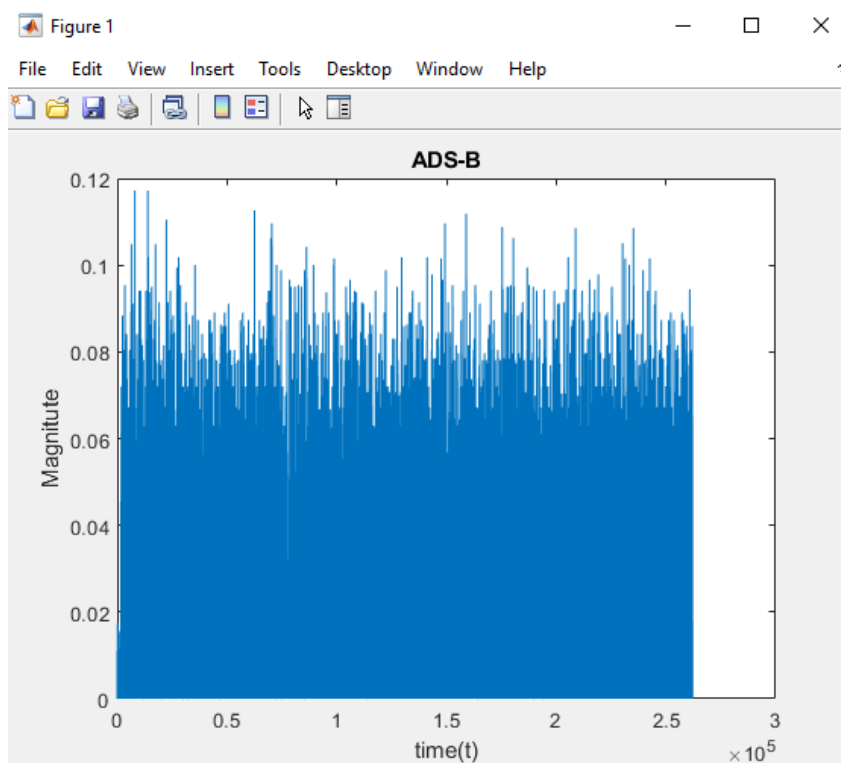 Figure 1
File Edit View Insert Tools Desktop Window Help
ADS-B
0.12
0.1
0.08
0.06
0.04
0.02
0
Magnitute
0 0.5 1 1.5 2 2.5 3
time(t)
×10^5